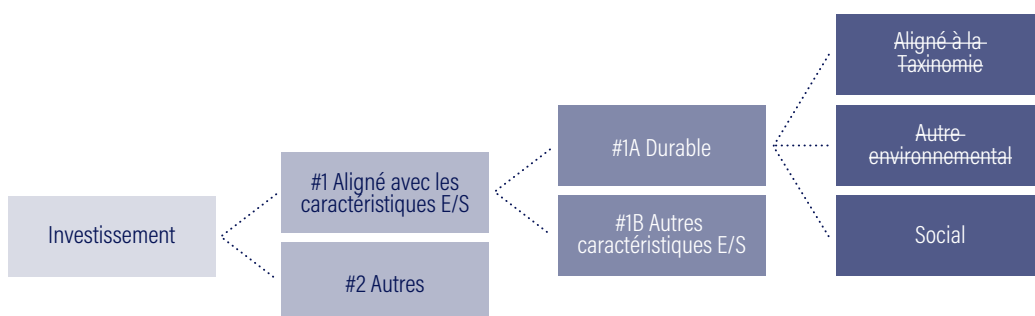 Investissement
#1 Aligné avec les
caractéristiques E/S
#2 Autres
#1A Durable
#1B Autres
caractéristiques E/S
Aligné à la
Taxinomie
Autre
environnemental
Social